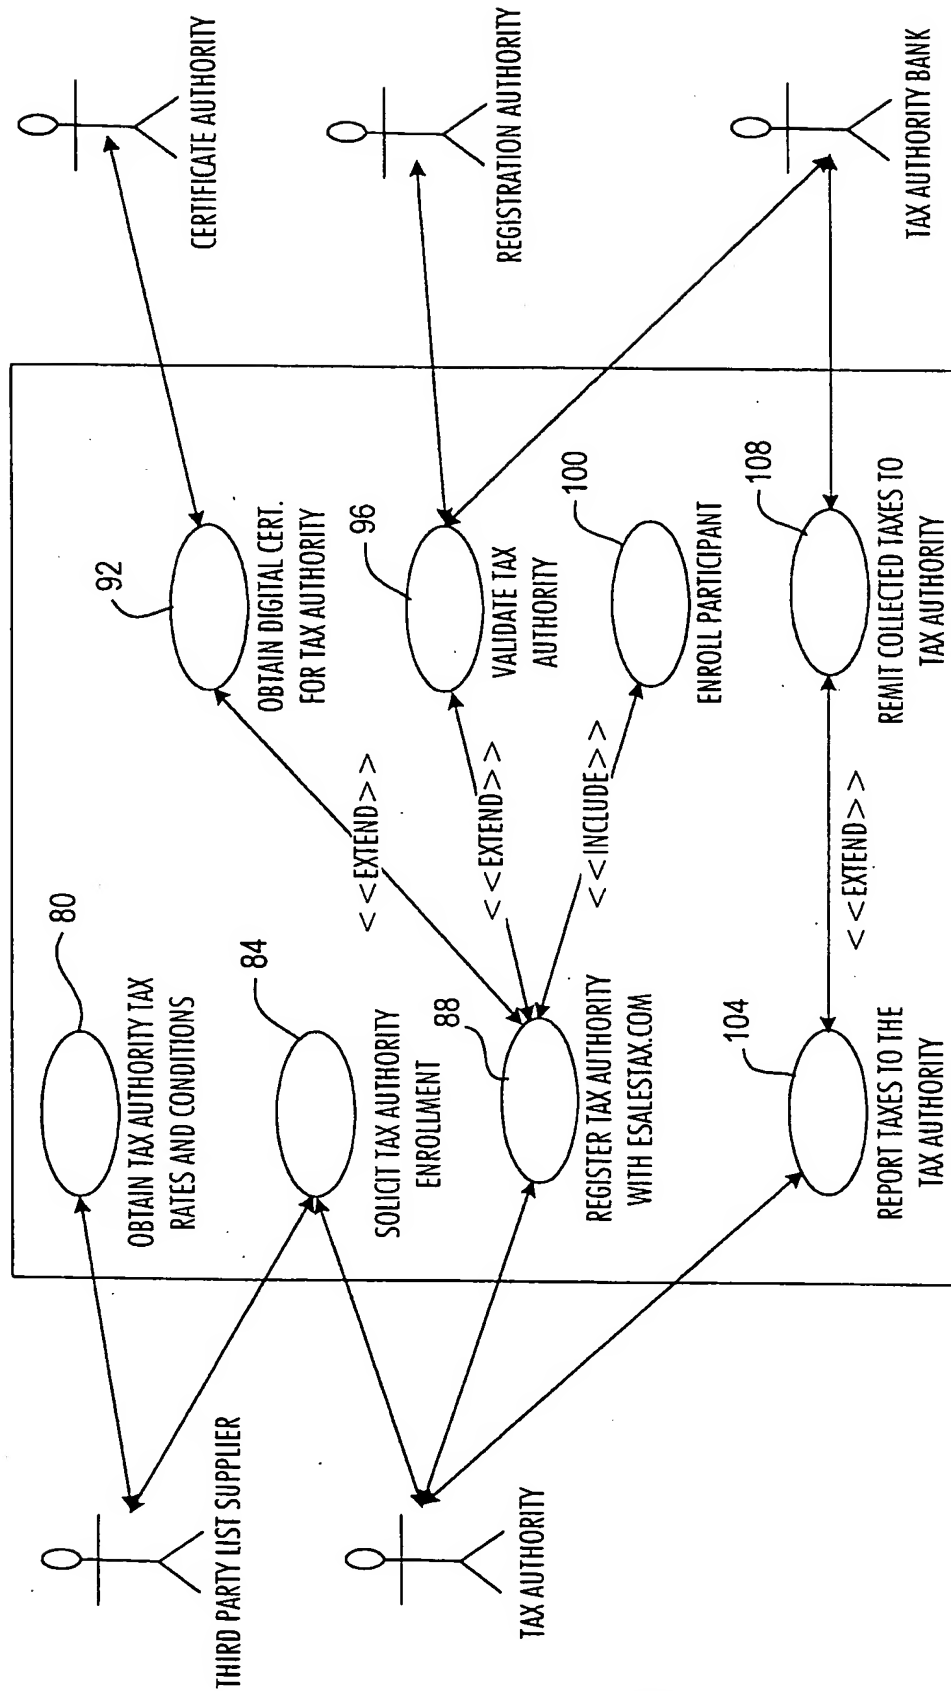 THIRD PARTY LIST SUPPLIER
TAX AUTHORITY
80
OBTAIN TAX AUTHORITY TAX
RATES AND CONDITIONS
84
SOLICIT TAX AUTHORITY
ENROLLMENT
88
REGISTER TAX AUTHORITY
WITH ESALESTAX.COM
104
REPORT TAXES TO THE
TAX AUTHORITY
<<EXTEND>>
<<EXTEND>>
<<INCLUDE>>
<<EXTEND>>
92
OBTAIN DIGITAL CERT.
FOR TAX AUTHORITY
96
VALIDATE TAX
AUTHORITY
100
ENROLL PARTICIPANT
108
REMIT COLLECTED TAXES TO
TAX AUTHORITY
CERTIFICATE AUTHORITY
REGISTRATION AUTHORITY
TAX AUTHORITY BANK